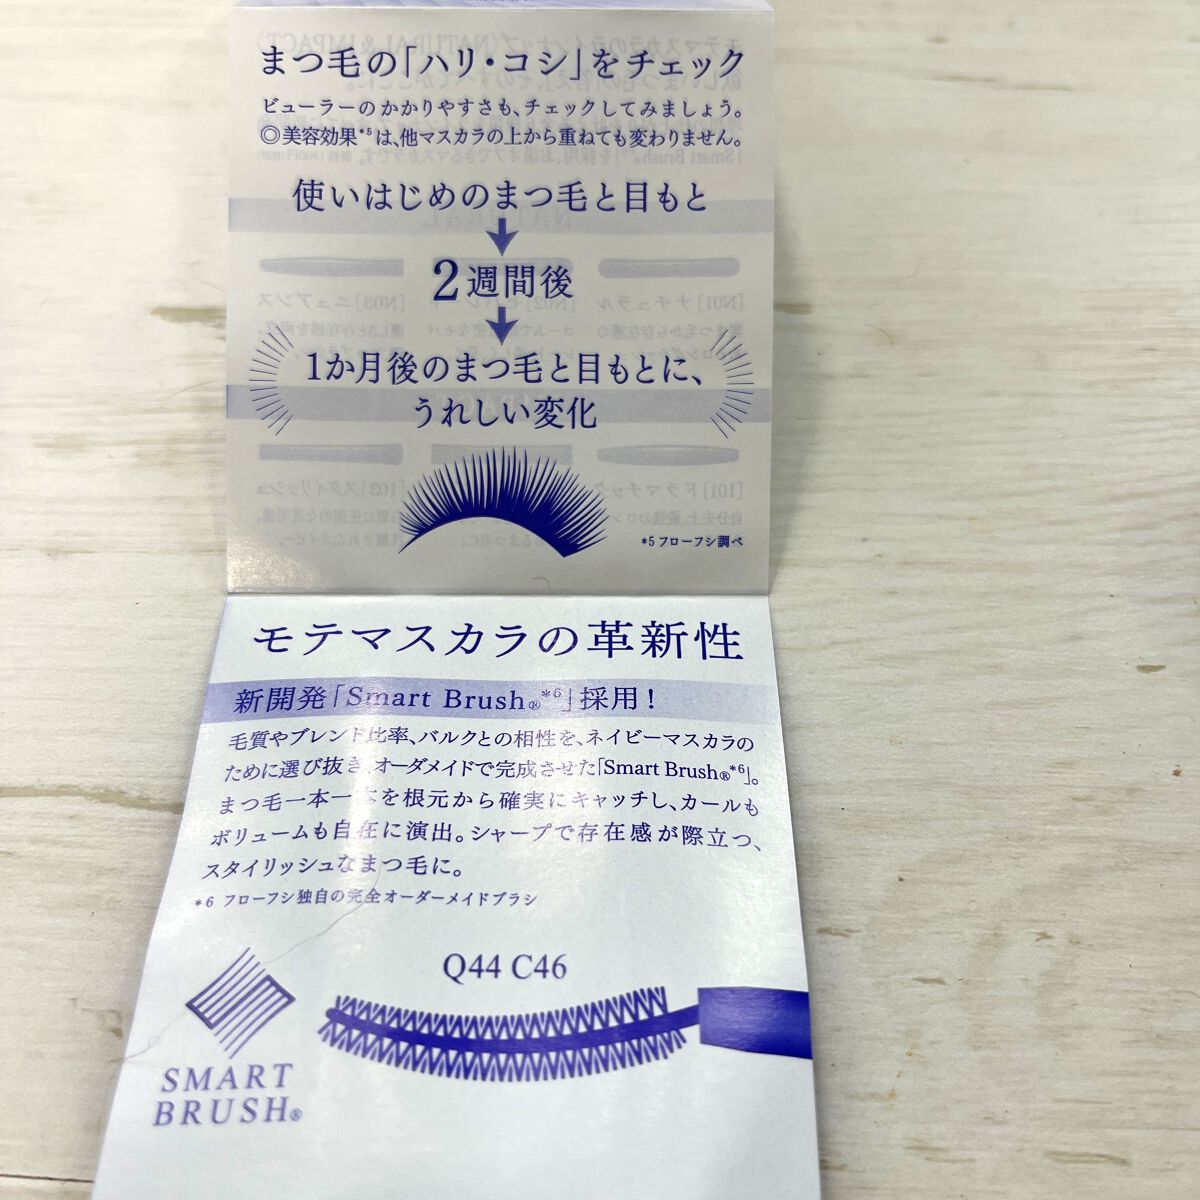 まつ毛の「ハリ・コシ」をチェック
ビューラーのかかりやすさも、チェックしてみましょう。
◎美容効果*5は、他マスカラの上から重ねても変わりません。
使いはじめのまつ毛と目もと
2週間後
1か月後のまつ毛と目もとに、
うれしい変化
*5 フローフシ調べ
モテマスカラの革新性
新開発「Smart Brush®*6」採用!
毛質やブレンド比率、バルクとの相性を、ネイビーマスカラの
ために選び抜き、オーダメイドで完成させた「Smart Brush®*6」。
まつ毛一本一本を根元から確実にキャッチし、カールも
ボリュームも自在に演出。シャープで存在感が際立つ、
スタイリッシュなまつ毛に。
*6 フローフシ独自の完全オーダーメイドブラシ
Q44 C46
SMART
BRUSH®